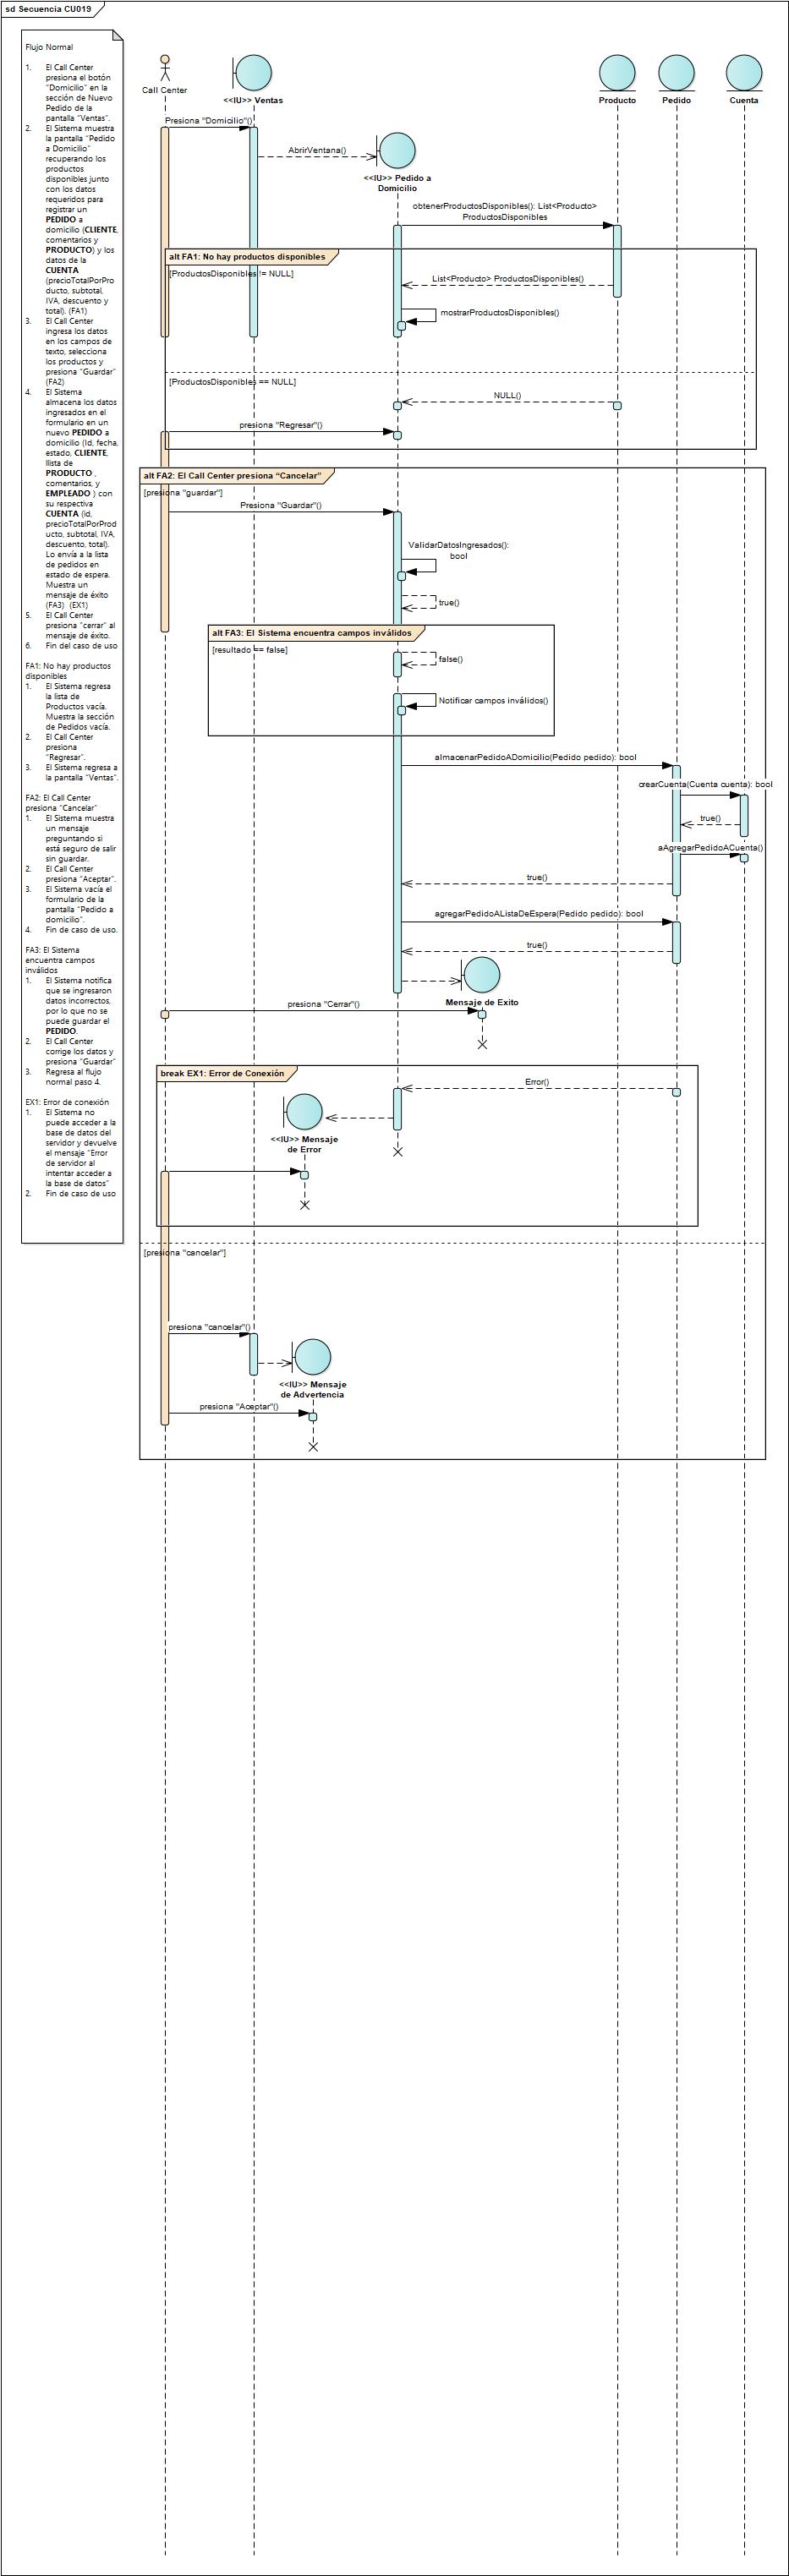 sd Secuencia CU019
Flujo Normal
1. El Call Center
presiona el botón
"Domicilio" en la
sección de Nuevo
Pedido de la
pantalla "Ventas".
2. El Sistema muestra
la pantalla "Pedido
a Domicilio"
recuperando los
productos
disponibles junto
con los datos
requeridos para
registrar un
PEDIDO a
domicilio (CLIENTE,
comentarios y
PRODUCTO) y los
datos de la
CUENTA
(precioTotalPorPro
ducto, subtotal,
IVA, descuento y
total). (FA1)
3. El Call Center
ingresa los datos
en los campos de
texto, selecciona
los productos y
presiona "Guardar"
(FA2)
4. El Sistema
almacena los datos
ingresados en el
formulario en un
nuevo PEDIDO a
domicilio (Id, fecha,
estado, CLIENTE,
llista de
PRODUCTO ,
comentarios, y
EMPLEADO ) con
su respectiva
CUENTA (id,
precioTotalPorProd
ucto, subtotal, IVA,
descuento, total).
Lo envía a la lista
de pedidos en
estado de espera.
Muestra un
mensaje de éxito
(FA3) (EX1)
5. El Call Center
presiona "cerrar" al
mensaje de éxito.
6. Fin del caso de uso
FA1: No hay productos
disponibles
1. El Sistema regresa
la lista de
Productos vacía.
Muestra la sección
de Pedidos vacía.
2. El Call Center
presiona
"Regresar".
3. El Sistema regresa a
la pantalla "Ventas".
FA2: El Call Center
presiona "Cancelar"
1. El Sistema muestra
un mensaje
preguntando si
está seguro de salir
sin guardar.
2. El Call Center
presiona "Aceptar".
3. El Sistema vacía el
formulario de la
pantalla "Pedido a
domicilio".
4. Fin de caso de uso.
FA3: El Sistema
encuentra campos
inválidos
1. El Sistema notifica
que se ingresaron
datos incorrectos,
por lo que no se
puede guardar el
PEDIDO.
2. El Call Center
corrige los datos y
presiona "Guardar"
3. Regresa al flujo
normal paso 4.
EX1: Error de conexión
1. El Sistema no
puede acceder a la
base de datos del
servidor y devuelve
el mensaje "Error
de servidor al
intentar acceder a
la base de datos"
2. Fin de caso de uso
Call Center
<<IU>> Ventas
Producto
Pedido
Cuenta
Presiona "Domilio"()
AbrirVentana()
<<IU>> Pedido a
Domicilio
obtenerProductosDisponibles(): List<Producto>
ProductosDisponibles
alt FA1: No hay productos disponibles
[ProductosDisponibles != NULL]
List<Producto> ProductosDisponibles()
mostrarProductosDisponibles()
[ProductosDisponibles == NULL]
NULL()
presiona "Regresar"()
alt FA2: El Call Center presiona "Cancelar"
[presiona "guardar"]
Presiona "Guardar"()
ValidarDatosIngresados():
bool
true()
alt FA3: El Sistema encuentra campos inválidos
[resultado == false]
false()
Notificar campos inválidos()
almacenarPedidoADomicilio(Pedido pedido): bool
crearCuenta(Cuenta cuenta): bool
true()
aAgregarPedidoACuenta()
true()
agregarPedidoAListaDeEspera(Pedido pedido): bool
true()
Mensaje de Exito
presiona "Cerrar"()
break EX1: Error de Conexión
Error()
<<IU>> Mensaje
de Error
[presiona "cancelar"]
presiona "cancelar"()
<<IU>> Mensaje
de Advertencia
presiona "Aceptar"()